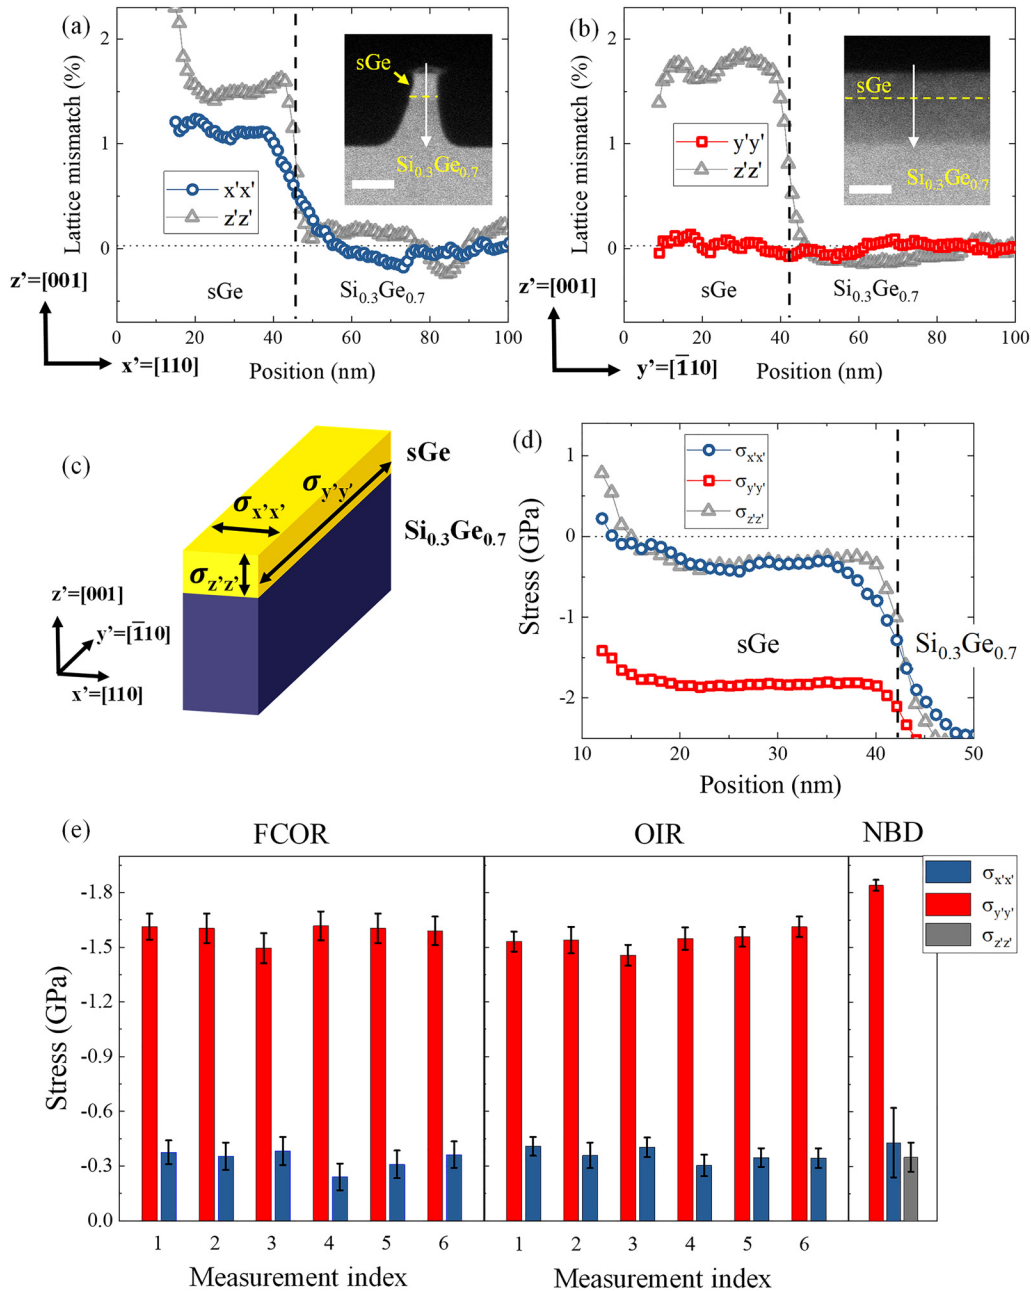 (a)
Lattice mismatch (%)
2
1
0
sGe
Si0.3Ge0.7
x'x'
z'z'
sGe
Si0.3Ge0.7
0
20
40
60
80
100
Position (nm)
z'=[001]
x'=[110]
(b)
Lattice mismatch (%)
2
1
0
sGe
Si0.3Ge0.7
y'y'
z'z'
sGe
Si0.3Ge0.7
0
20
40
60
80
100
Position (nm)
z'=[001]
y'=[1̅10]
(c)
sGe
σy'y'
σx'x'
Si0.3Ge0.7
σz'z'
z'=[001]
y'=[1̅10]
x'=[110]
(d)
σx'x'
σy'y'
σz'z'
Stress (GPa)
1
0
-1
-2
sGe
Si0.3Ge0.7
10
20
30
40
50
Position (nm)
(e)
FCOR
OIR
NBD
σx'x'
σy'y'
σz'z'
Stress (GPa)
-1.8
-1.5
-1.2
-0.9
-0.6
-0.3
0.0
1
2
3
4
5
6
1
2
3
4
5
6
Measurement index
Measurement index